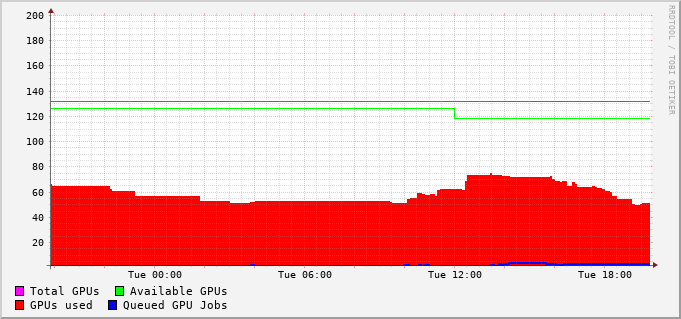 200
180
160
140
120
100
80
60
40
20
Tue 00:00 Tue 06:00 Tue 12:00 Tue 18:00
Total GPUs Available GPUs
GPUs used Queued GPU Jobs
RRDTOOL / TOBI OETIKER